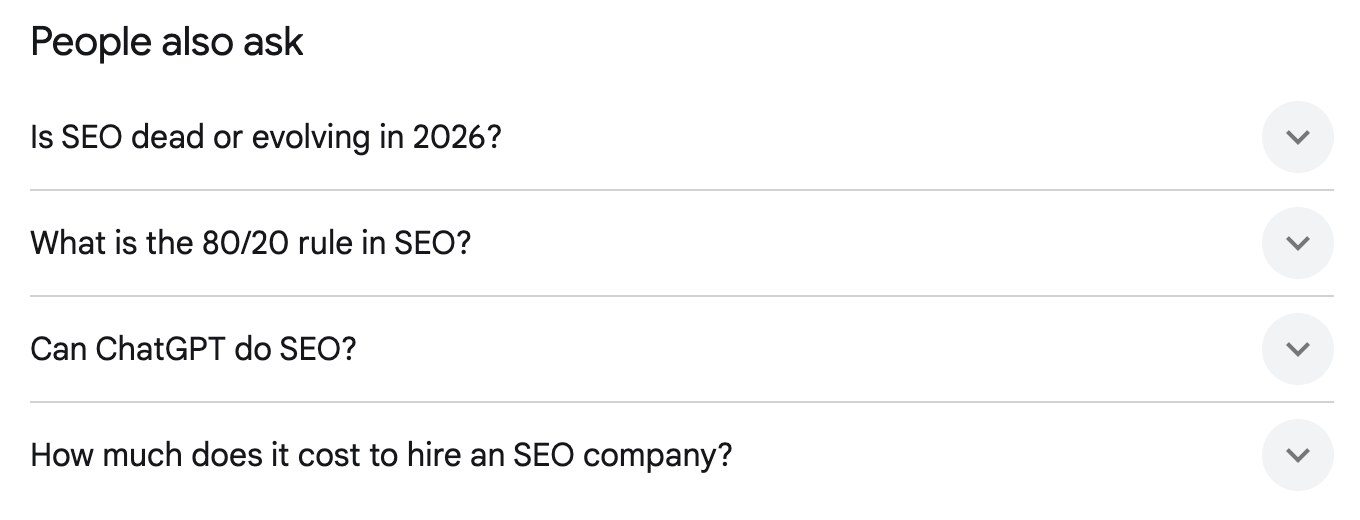 People also ask
Is SEO dead or evolving in 2026?
What is the 80/20 rule in SEO?
Can ChatGPT do SEO?
How much does it cost to hire an SEO company?